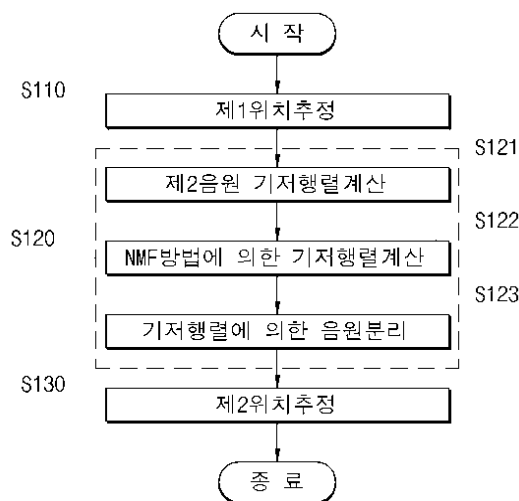 시 작
S110
제1위치추정
S121
제2음원 기저행렬계산
S122
S120
NMF방법에 의한 기저행렬계산
S123
기저행렬에 의한 음원분리
S130
제2위치추정
종 료